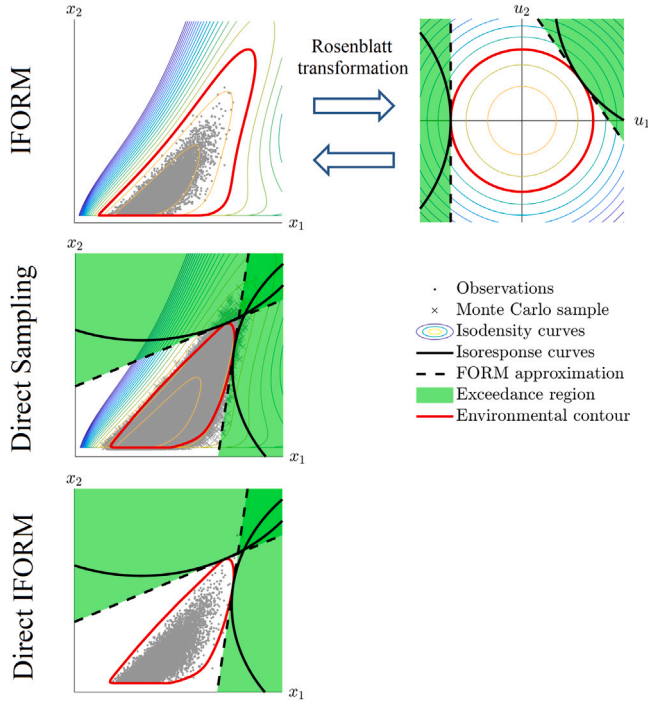 x₂
IFORM
x₁
Rosenblatt
transformation
u₂
u₁
x₂
Direct Sampling
x₁
Observations
Monte Carlo sample
Isodensity curves
Isoresponse curves
FORM approximation
Exceedance region
Environmental contour
x₂
Direct IFORM
x₁